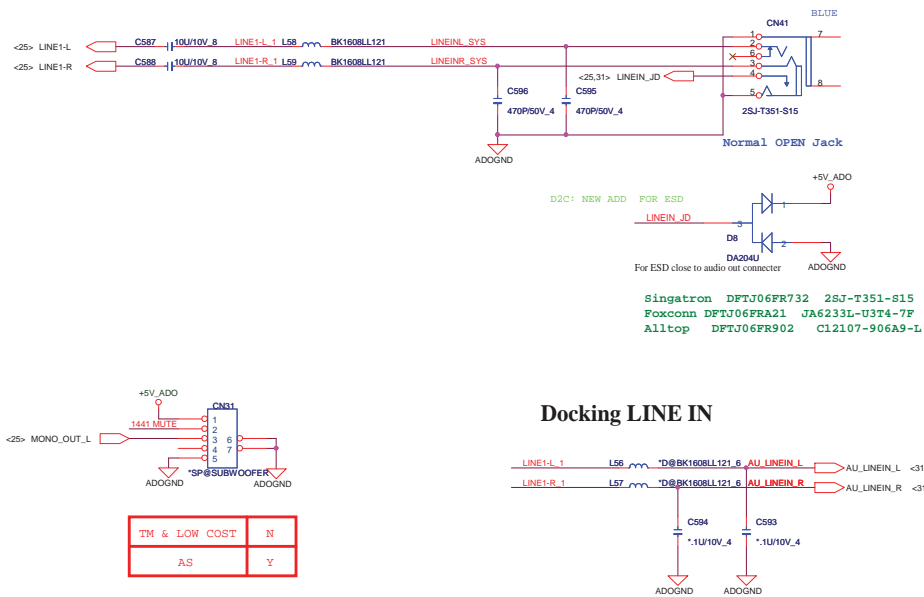 BLUE
CN41
<25> LINE1-L C587 10U/10V_8 LINE1-L_1 L58 BK1608LL121 LINEINL_SYS 1 7
2
<25> LINE1-R C588 10U/10V_8 LINE1-R_1 L59 BK1608LL121 LINEINR_SYS 6
3
<25,31> LINEIN_JD 4 8
C596 C595 5
470P/50V_4 470P/50V_4 2SJ-T351-S15
Normal OPEN Jack
ADOGND
+5V_ADO
D2C: NEW ADD FOR ESD
1
LINEIN_JD 3
D8 2
DA204U
For ESD close to audio out connecter ADOGND
Singatron DFTJ06FR732 2SJ-T351-S15
Foxconn DFTJ06FRA21 JA6233L-U3T4-7F
Alltop DFTJ06FR902 C12107-906A9-L
+5V_ADO
CN31
1
1441 MUTE 2
<25> MONO_OUT_L 3 6
4 7
5
*SP@SUBWOOFER
ADOGND ADOGND
Docking LINE IN
LINE1-L_1 L56 *D@BK1608LL121_6 AU_LINEIN_L AU_LINEIN_L <31
LINE1-R_1 L57 *D@BK1608LL121_6 AU_LINEIN_R AU_LINEIN_R <31
C594 C593
*.1U/10V_4 *.1U/10V_4
ADOGND ADOGND
TM & LOW COST N
AS Y